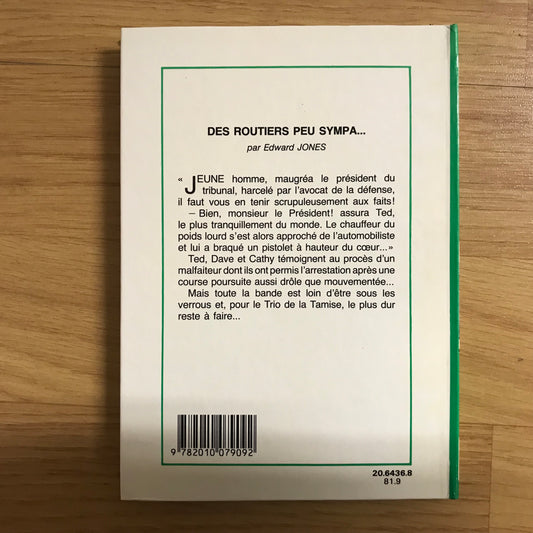 DES ROUTIERS PEU SYMPA...
par Edward JONES
« JEUNE homme, maugréa le président du
tribunal, harcelé par l'avocat de la défense,
il faut vous en tenir scrupuleusement aux faits!
— Bien, monsieur le Président! assura Ted,
le plus tranquillement du monde. Le chauffeur du
poids lourd s'est alors approché de l'automobiliste
et lui a braqué un pistolet à hauteur du cœur...»
Ted, Dave et Cathy témoignent au procès d'un
malfaiteur dont ils ont permis l'arrestation après une
course poursuite aussi drôle que mouvementée...
Mais toute la bande est loin d'être sous les
verrous et, pour le Trio de la Tamise, le plus dur
reste à faire...
9 782010 079092
20.6436.8
81.9